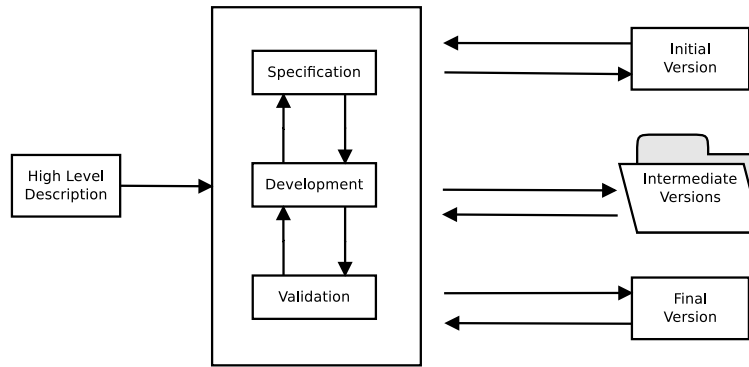 High Level
Description
Specification
Development
Validation
Initial
Version
Intermediate
Versions
Final
Version